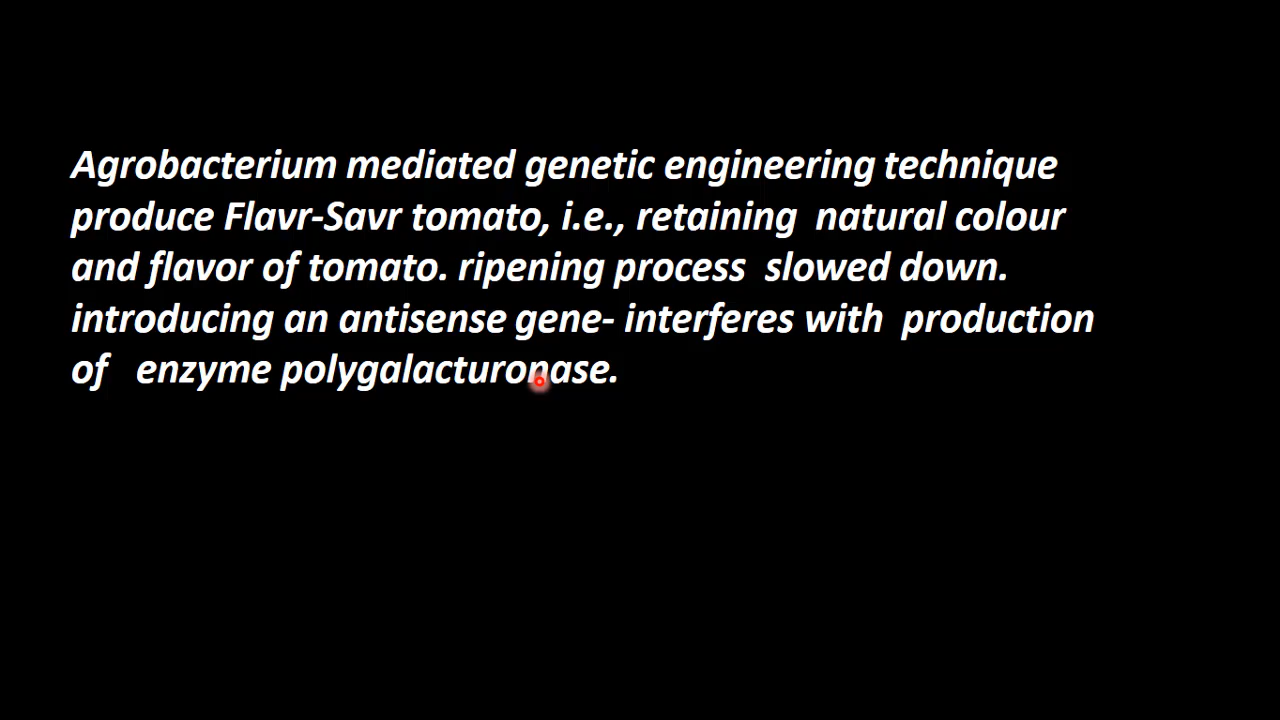 Agrobacterium mediated genetic engineering technique
produce Flavr-Savr tomato, i.e., retaining natural colour
and flavor of tomato. ripening process slowed down.
introducing an antisense gene- interferes with production
of enzyme polygalacturonase.